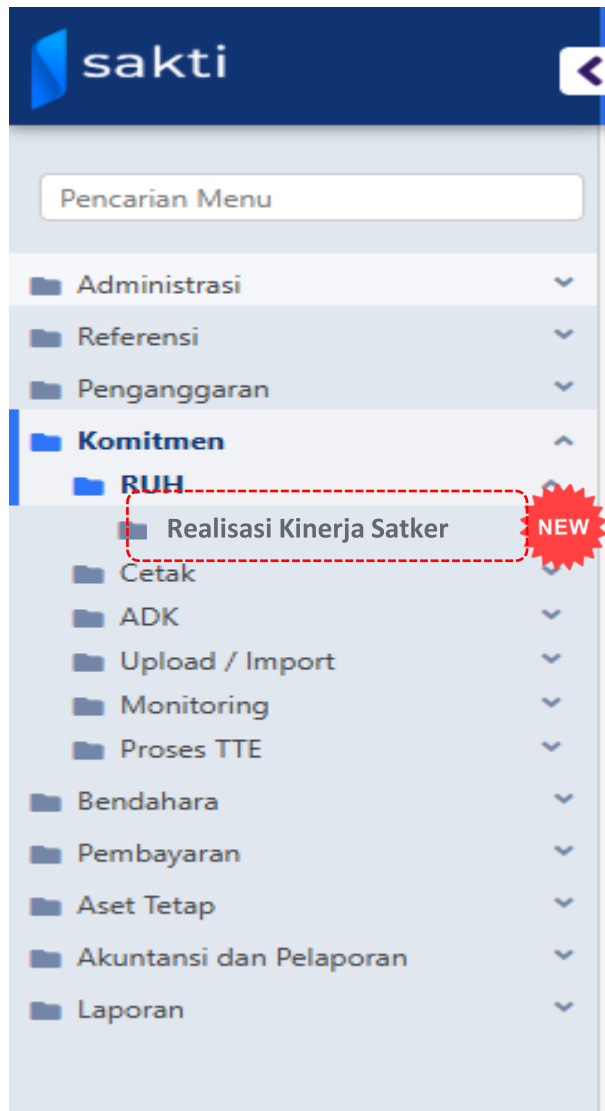 sakti
Pencarian Menu
Administrasi
Referensi
Penganggaran
Komitmen
RUH
Realisasi Kinerja Satker
NEW
Cetak
ADK
Upload / Import
Monitoring
Proses TTE
Bendahara
Pembayaran
Aset Tetap
Akuntansi dan Pelaporan
Laporan